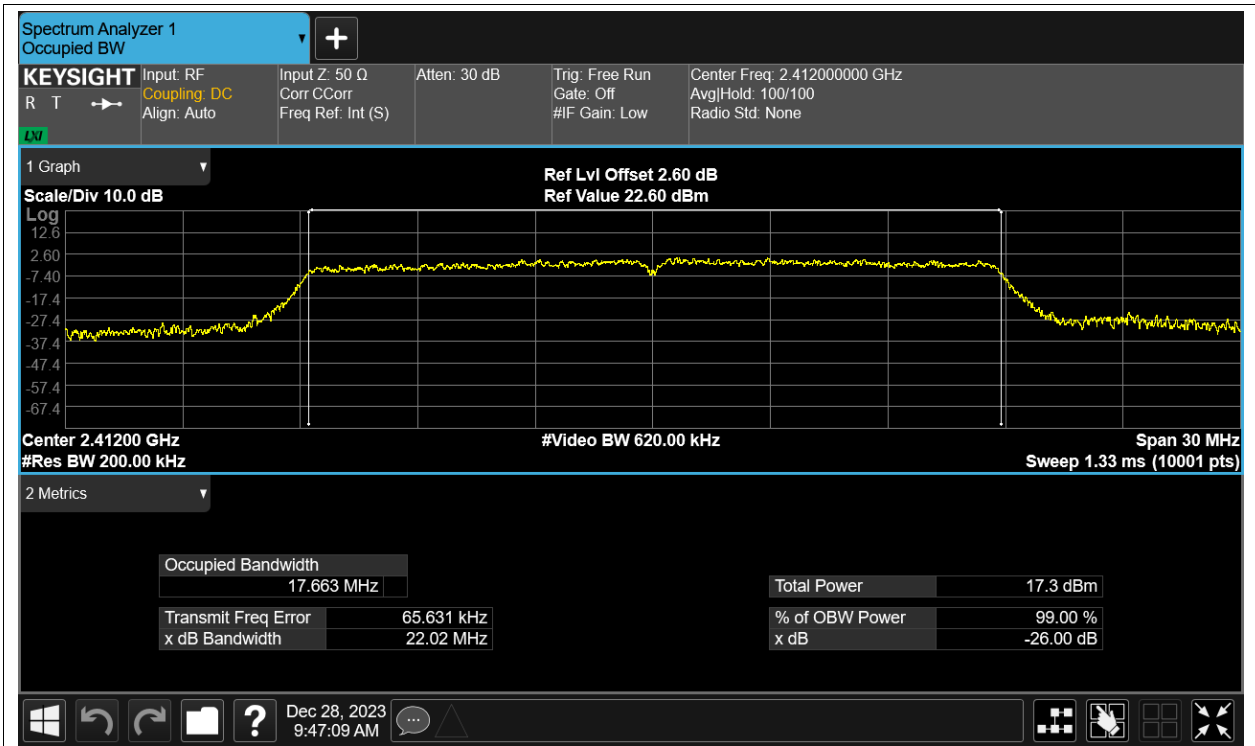 Spectrum Analyzer 1
Occupied BW
KEYSIGHT
R T
LXI
Input: RF
Coupling: DC
Align: Auto
Input Z: 50 Ω
Corr CCorr
Freq Ref: Int (S)
Atten: 30 dB
Trig: Free Run
Gate: Off
#IF Gain: Low
Center Freq: 2.412000000 GHz
Avg|Hold: 100/100
Radio Std: None
1 Graph
Scale/Div 10.0 dB
Ref Lvl Offset 2.60 dB
Ref Value 22.60 dBm
Log
12.6
2.60
-7.40
-17.4
-27.4
-37.4
-47.4
-57.4
-67.4
Center 2.41200 GHz
#Res BW 200.00 kHz
#Video BW 620.00 kHz
Span 30 MHz
Sweep 1.33 ms (10001 pts)
2 Metrics
Occupied Bandwidth
17.663 MHz
Transmit Freq Error 65.631 kHz
x dB Bandwidth 22.02 MHz
Total Power 17.3 dBm
% of OBW Power 99.00 %
x dB -26.00 dB
?
Dec 28, 2023
9:47:09 AM